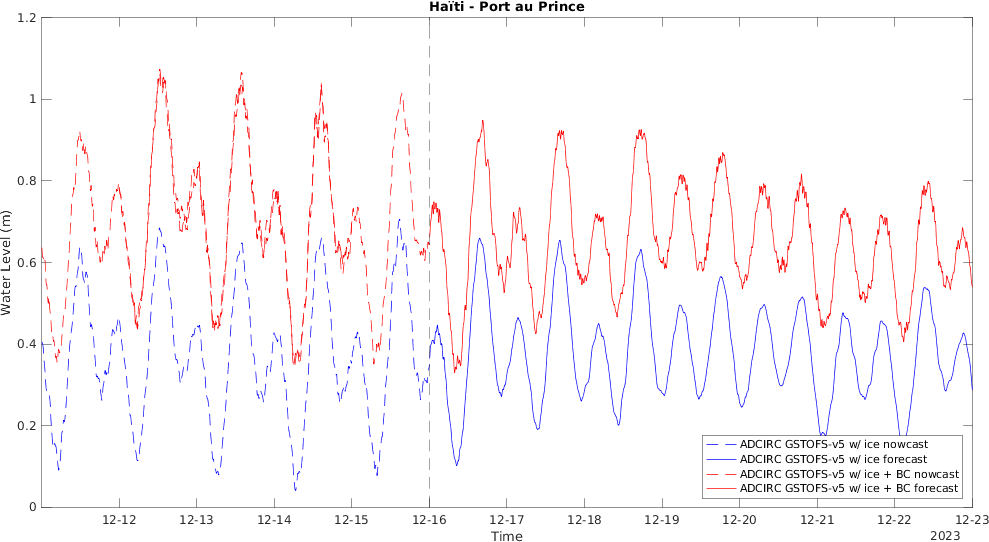 Haïti - Port au Prince
Water Level (m)
1.2
1
0.8
0.6
0.4
0.2
0
12-12
12-13
12-14
12-15
12-16
12-17
12-18
12-19
12-20
12-21
12-22
12-23
Time
2023
ADCIRC GSTOFS-v5 w/ ice nowcast
ADCIRC GSTOFS-v5 w/ ice forecast
ADCIRC GSTOFS-v5 w/ ice + BC nowcast
ADCIRC GSTOFS-v5 w/ ice + BC forecast